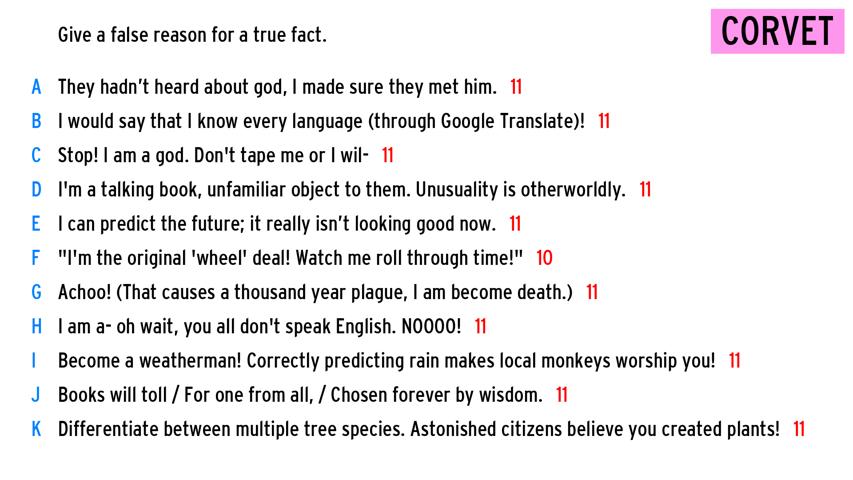 Give a false reason for a true fact.
CORVET
A They hadn’t heard about god, I made sure they met him. 11
B I would say that I know every language (through Google Translate)! 11
C Stop! I am a god. Don't tape me or I wil- 11
D I'm a talking book, unfamiliar object to them. Unusuality is otherworldly. 11
E I can predict the future; it really isn’t looking good now. 11
F "I'm the original 'wheel' deal! Watch me roll through time!" 10
G Achoo! (That causes a thousand year plague, I am become death.) 11
H I am a- oh wait, you all don't speak English. NOOOO! 11
I Become a weatherman! Correctly predicting rain makes local monkeys worship you! 11
J Books will toll / For one from all, / Chosen forever by wisdom. 11
K Differentiate between multiple tree species. Astonished citizens believe you created plants! 11